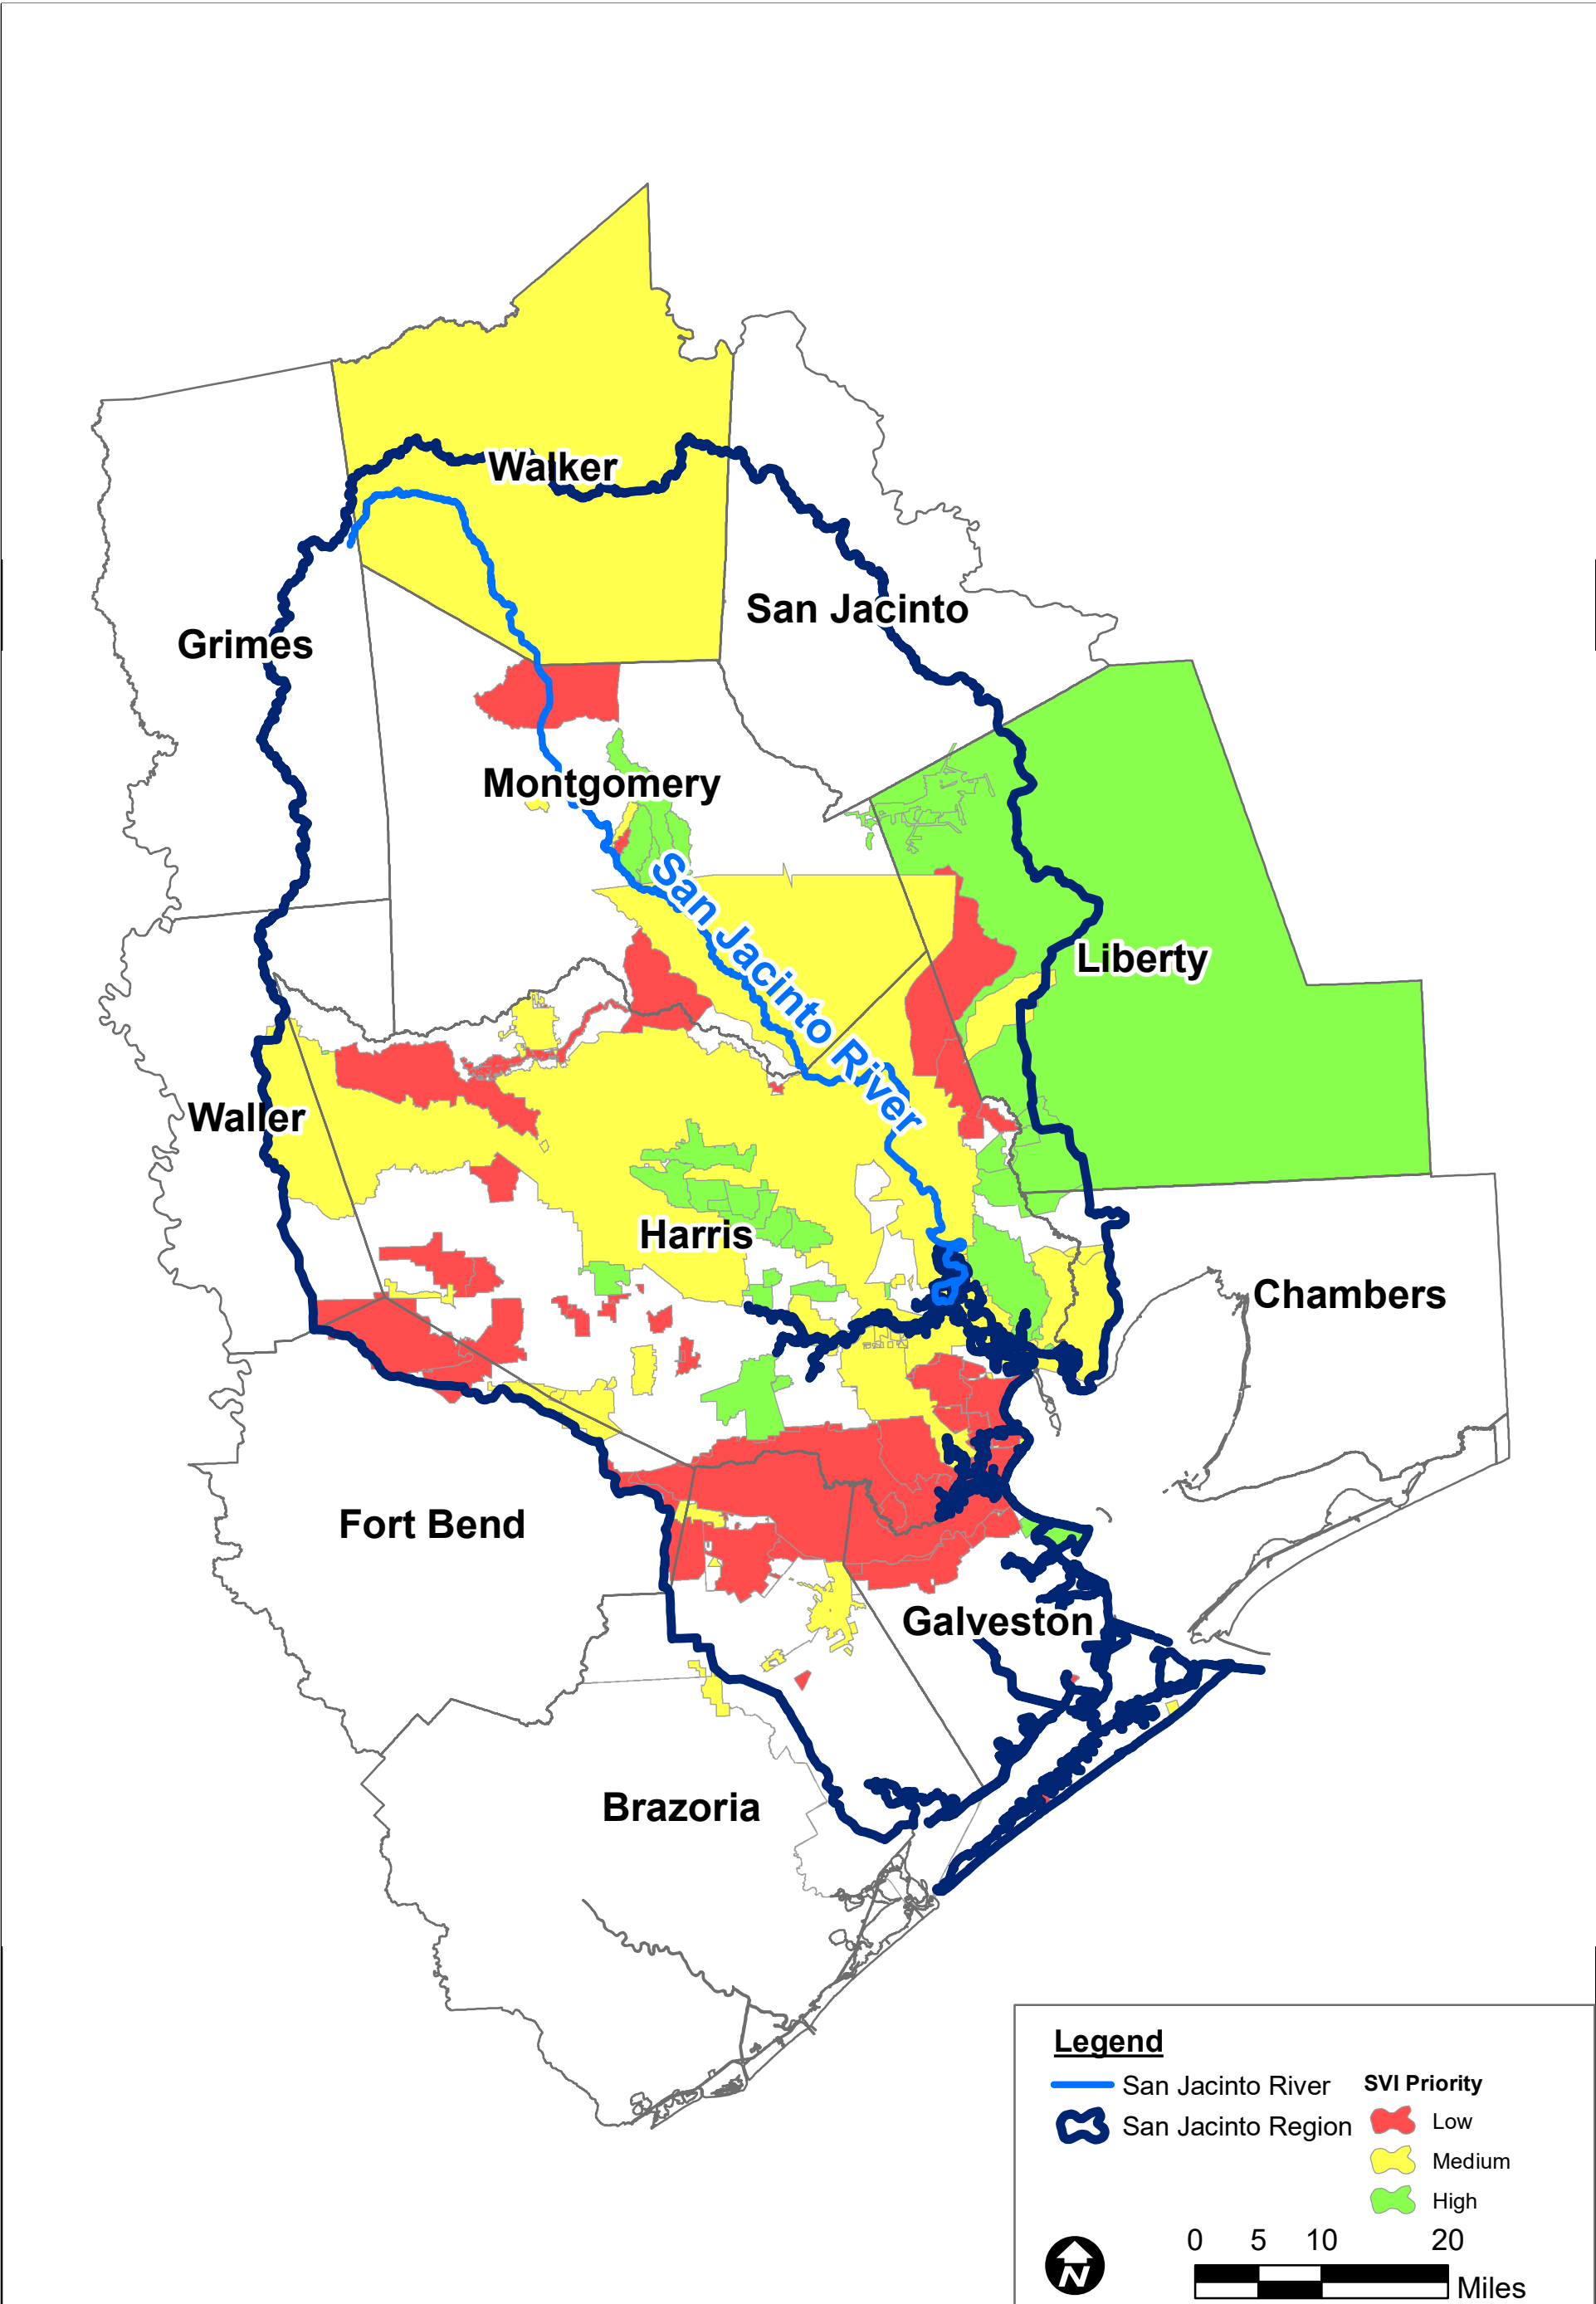 Walker
San Jacinto
Grimes
Montgomery
San Jacinto River
Liberty
Waller
Harris
Chambers
Fort Bend
Galveston
Brazoria
Legend
San Jacinto River
San Jacinto Region
SVI Priority
Low
Medium
High
N
0 5 10 20
Miles